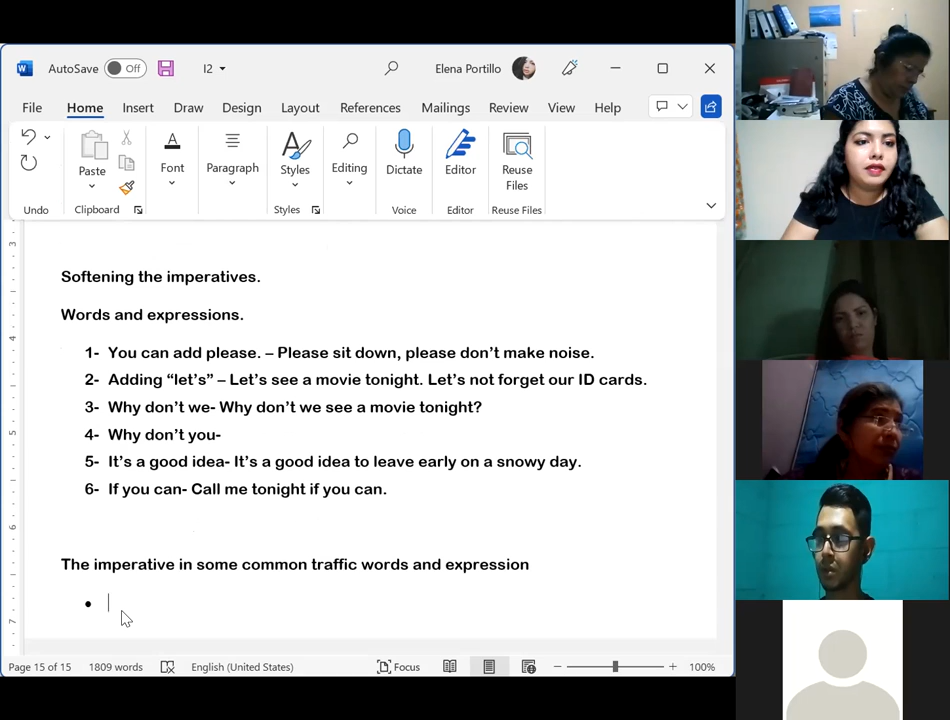 AutoSave Off I2 Elena Portillo
File Home Insert Draw Design Layout References Mailings Review View Help
Paste Font Paragraph Styles Editing Dictate Editor Reuse Files
Undo Clipboard Styles Voice Editor Reuse Files
3
Softening the imperatives.
Words and expressions.
4
1- You can add please. – Please sit down, please don’t make noise.
2- Adding “let’s” – Let’s see a movie tonight. Let’s not forget our ID cards.
3- Why don’t we- Why don’t we see a movie tonight?
5
4- Why don’t you-
5- It’s a good idea- It’s a good idea to leave early on a snowy day.
6- If you can- Call me tonight if you can.
6
The imperative in some common traffic words and expression
•
7
Page 15 of 15 1809 words English (United States) Focus 100%